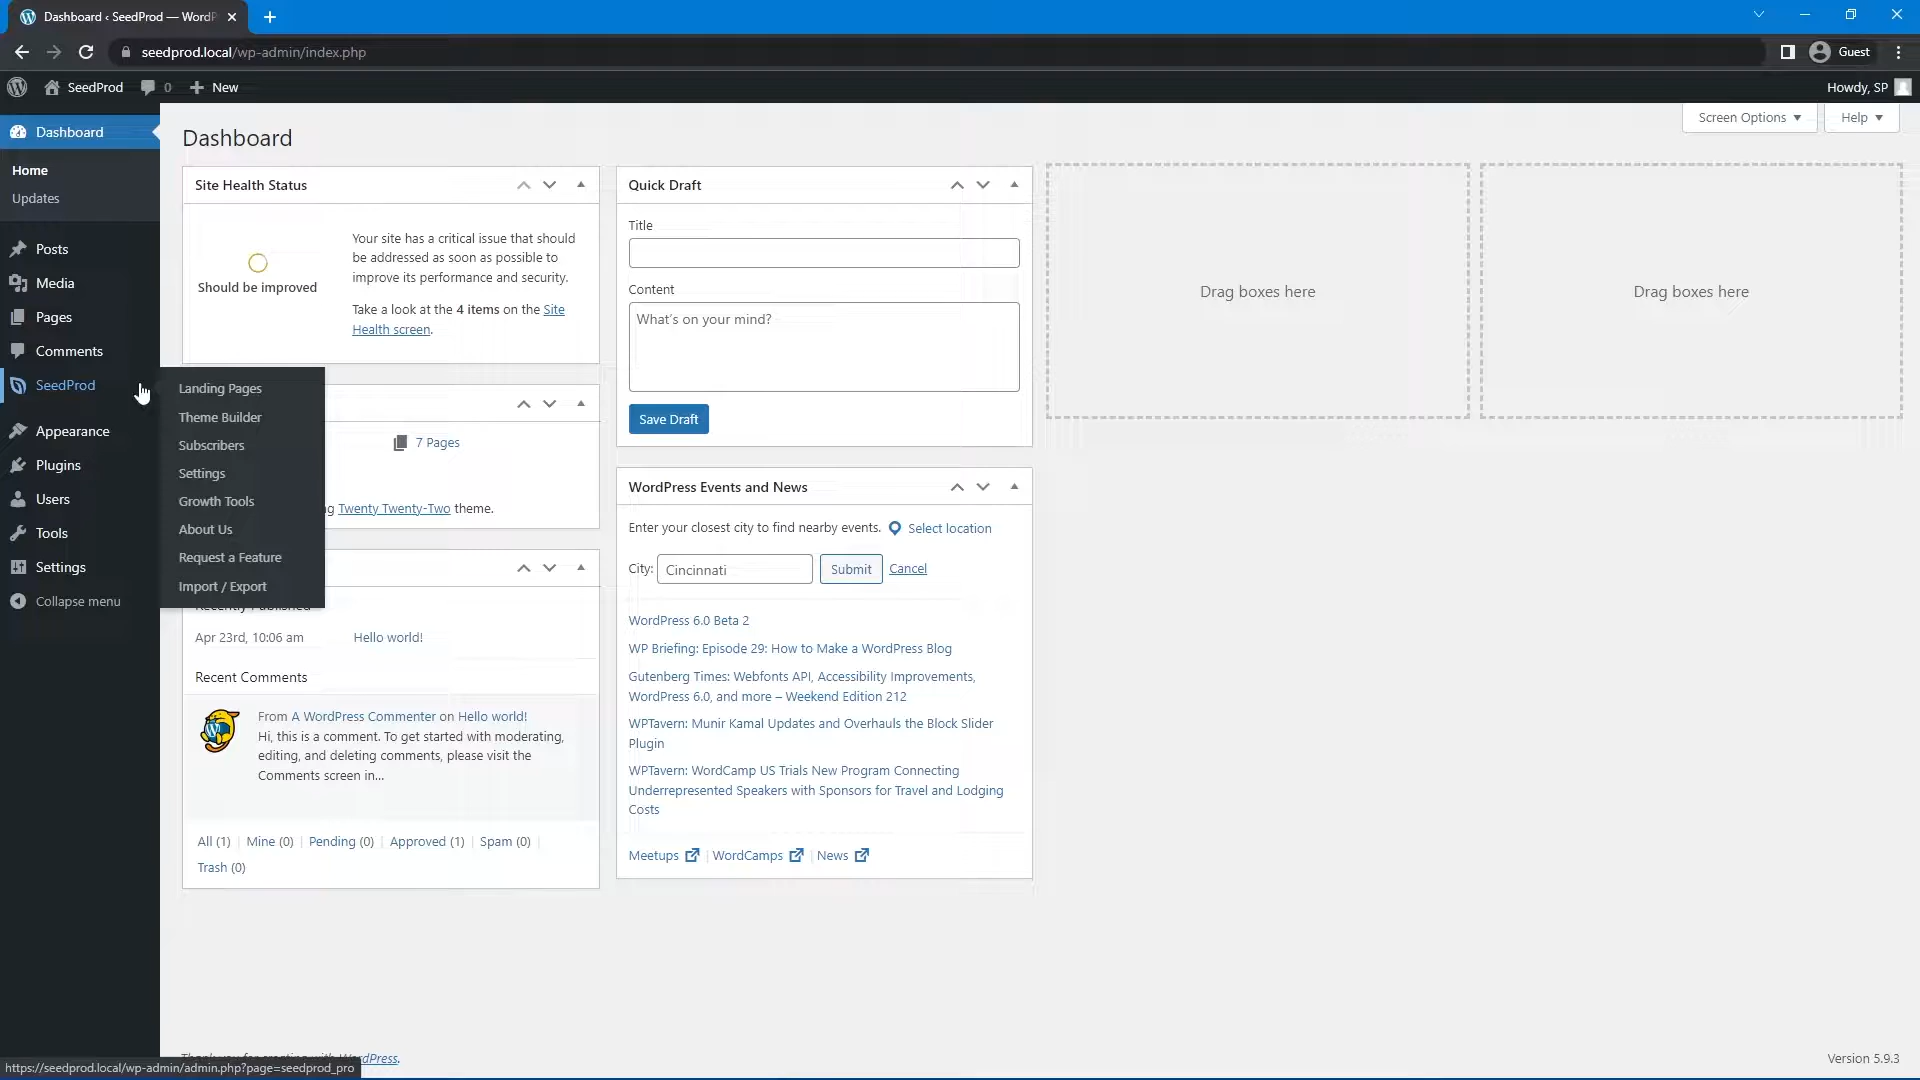 Dashboard ‹ SeedProd — WordP
seedprod.local/wp-admin/index.php
Guest
SeedProd
0
New
Howdy, SP
Dashboard
Home
Updates
Posts
Media
Pages
Comments
SeedProd
Appearance
Plugins
Users
Tools
Settings
Collapse menu
Landing Pages
Theme Builder
Subscribers
Settings
Growth Tools
About Us
Request a Feature
Import / Export
Screen Options
Help
Dashboard
Site Health Status
Should be improved
Your site has a critical issue that should
be addressed as soon as possible to
improve its performance and security.
Take a look at the 4 items on the Site
Health screen.
7 Pages
Twenty Twenty-Two theme.
Recently Published
Apr 23rd, 10:06 am
Hello world!
Recent Comments
From A WordPress Commenter on Hello world!
Hi, this is a comment. To get started with moderating,
editing, and deleting comments, please visit the
Comments screen in...
All (1) | Mine (0) | Pending (0) | Approved (1) | Spam (0) |
Trash (0)
Quick Draft
Title
Content
What's on your mind?
Save Draft
WordPress Events and News
Enter your closest city to find nearby events.
Select location
City:
Cincinnati
Submit
Cancel
WordPress 6.0 Beta 2
WP Briefing: Episode 29: How to Make a WordPress Blog
Gutenberg Times: Webfonts API, Accessibility Improvements,
WordPress 6.0, and more – Weekend Edition 212
WPTavern: Munir Kamal Updates and Overhauls the Block Slider
Plugin
WPTavern: WordCamp US Trials New Program Connecting
Underrepresented Speakers with Sponsors for Travel and Lodging
Costs
Meetups | WordCamps | News
Drag boxes here
Drag boxes here
Thank you for creating with WordPress.
Version 5.9.3
https://seedprod.local/wp-admin/admin.php?page=seedprod_pro